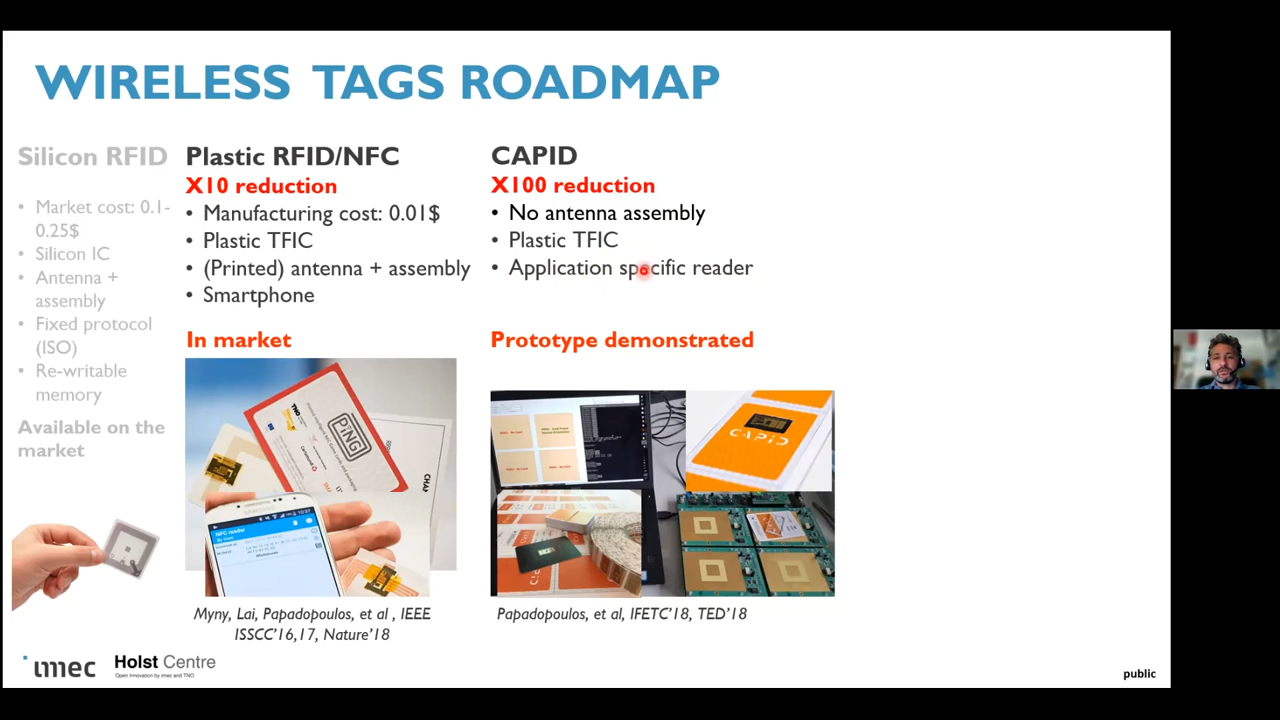 WIRELESS TAGS ROADMAP
Silicon RFID
• Market cost: 0.1-
0.25$
• Silicon IC
• Antenna +
assembly
• Fixed protocol
(ISO)
• Re-writable
memory
Available on the
market
Plastic RFID/NFC
X10 reduction
• Manufacturing cost: 0.01$
• Plastic TFIC
• (Printed) antenna + assembly
• Smartphone
In market
PING
CHAR
NFC reader
Myny, Lai, Papadopoulos, et al , IEEE
ISSCC'16,17, Nature'18
CAPID
X100 reduction
• No antenna assembly
• Plastic TFIC
• Application specific reader
Prototype demonstrated
CAPID
Papadopoulos, et al, IFETC'18, TED'18
imec
Holst Centre
Open Innovation by imec and TNO
public